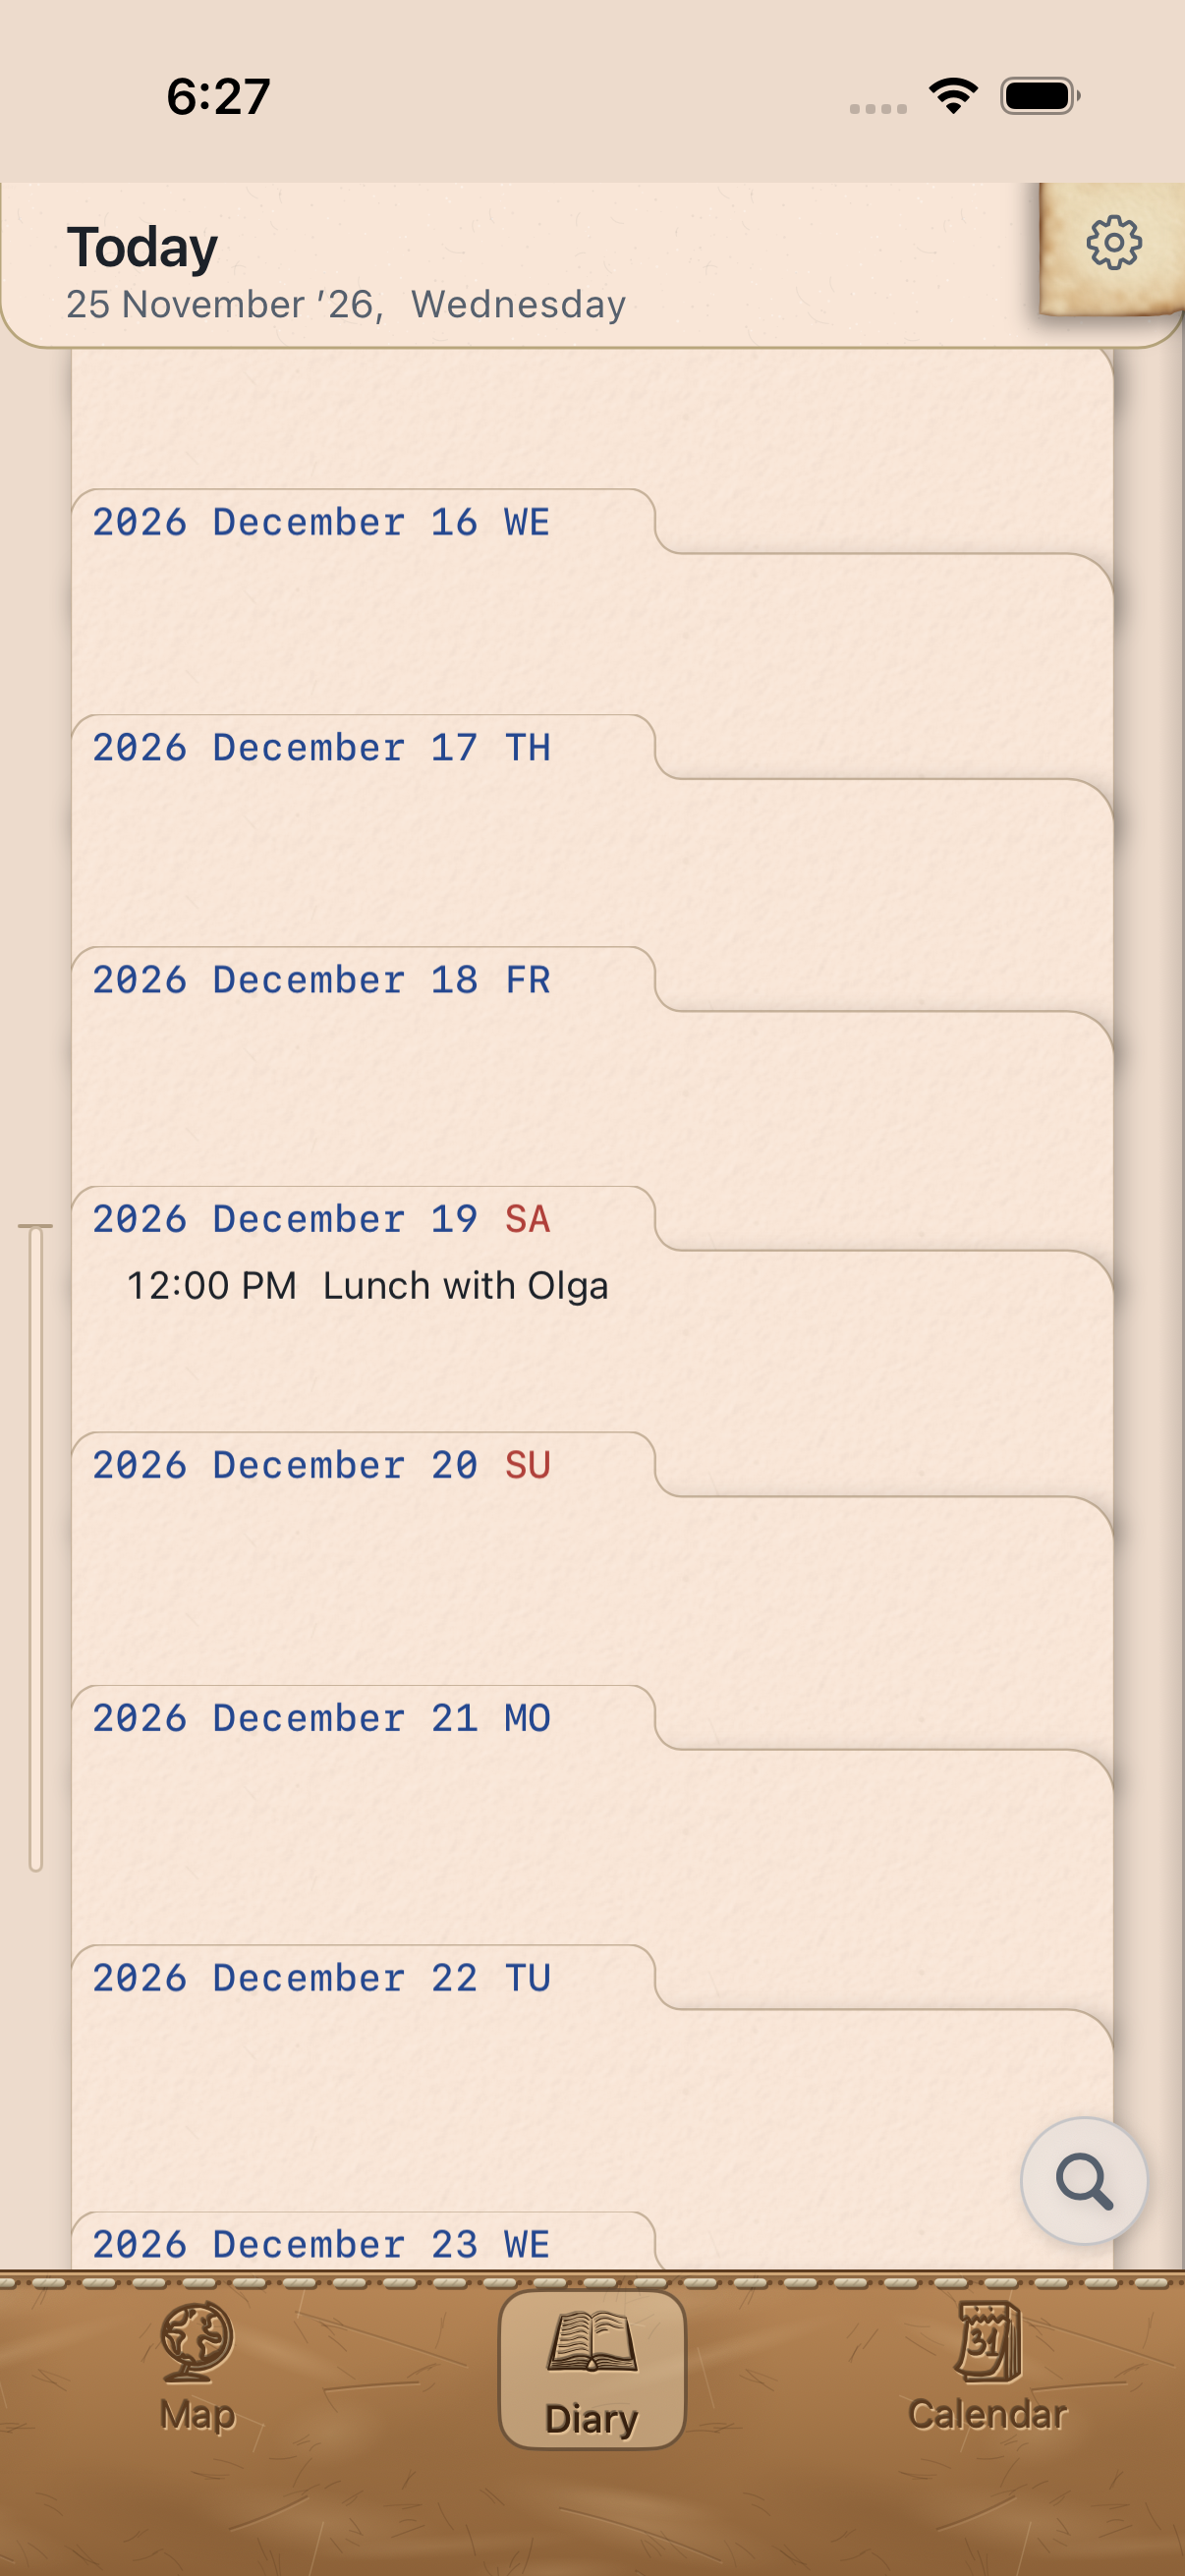 6:27
Today
25 November ’26, Wednesday
2026 December 16 WE
2026 December 17 TH
2026 December 18 FR
2026 December 19 SA
12:00 PM Lunch with Olga
2026 December 20 SU
2026 December 21 MO
2026 December 22 TU
2026 December 23 WE
31
Map Diary Calendar